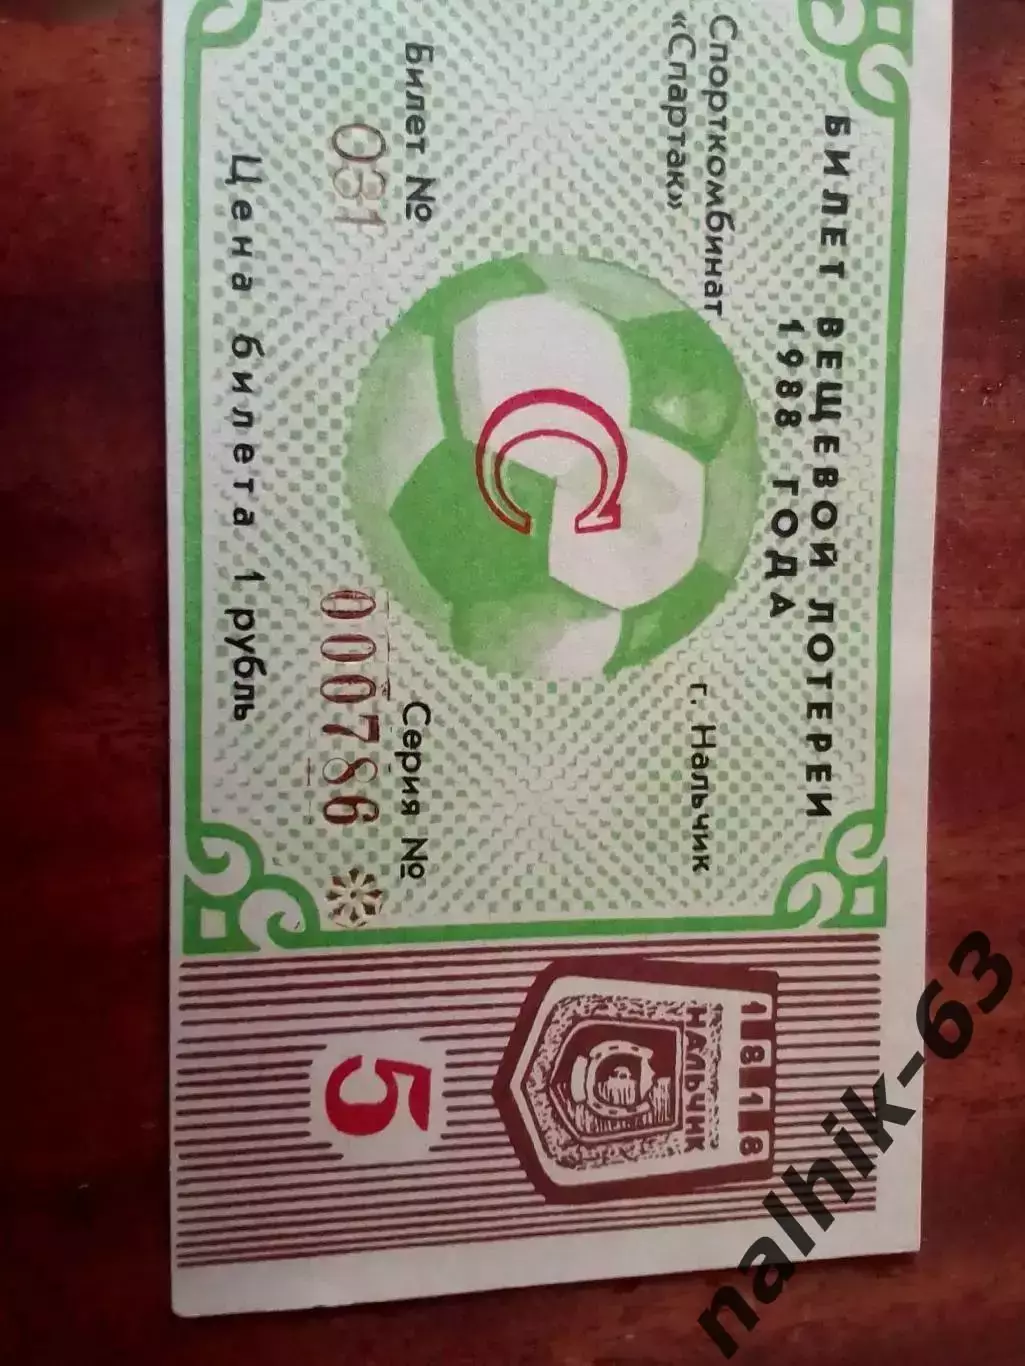 БИЛЕТ ВЕЩЕВОЙ ЛОТЕРЕИ
1988 ГОДА
Спорткомбинат
«Спартак»
г. Нальчик
С
Билет №
031
Серия №
000786
Цена билета 1 рубль
1818
НАЛЬЧИК
5
nalhik-63